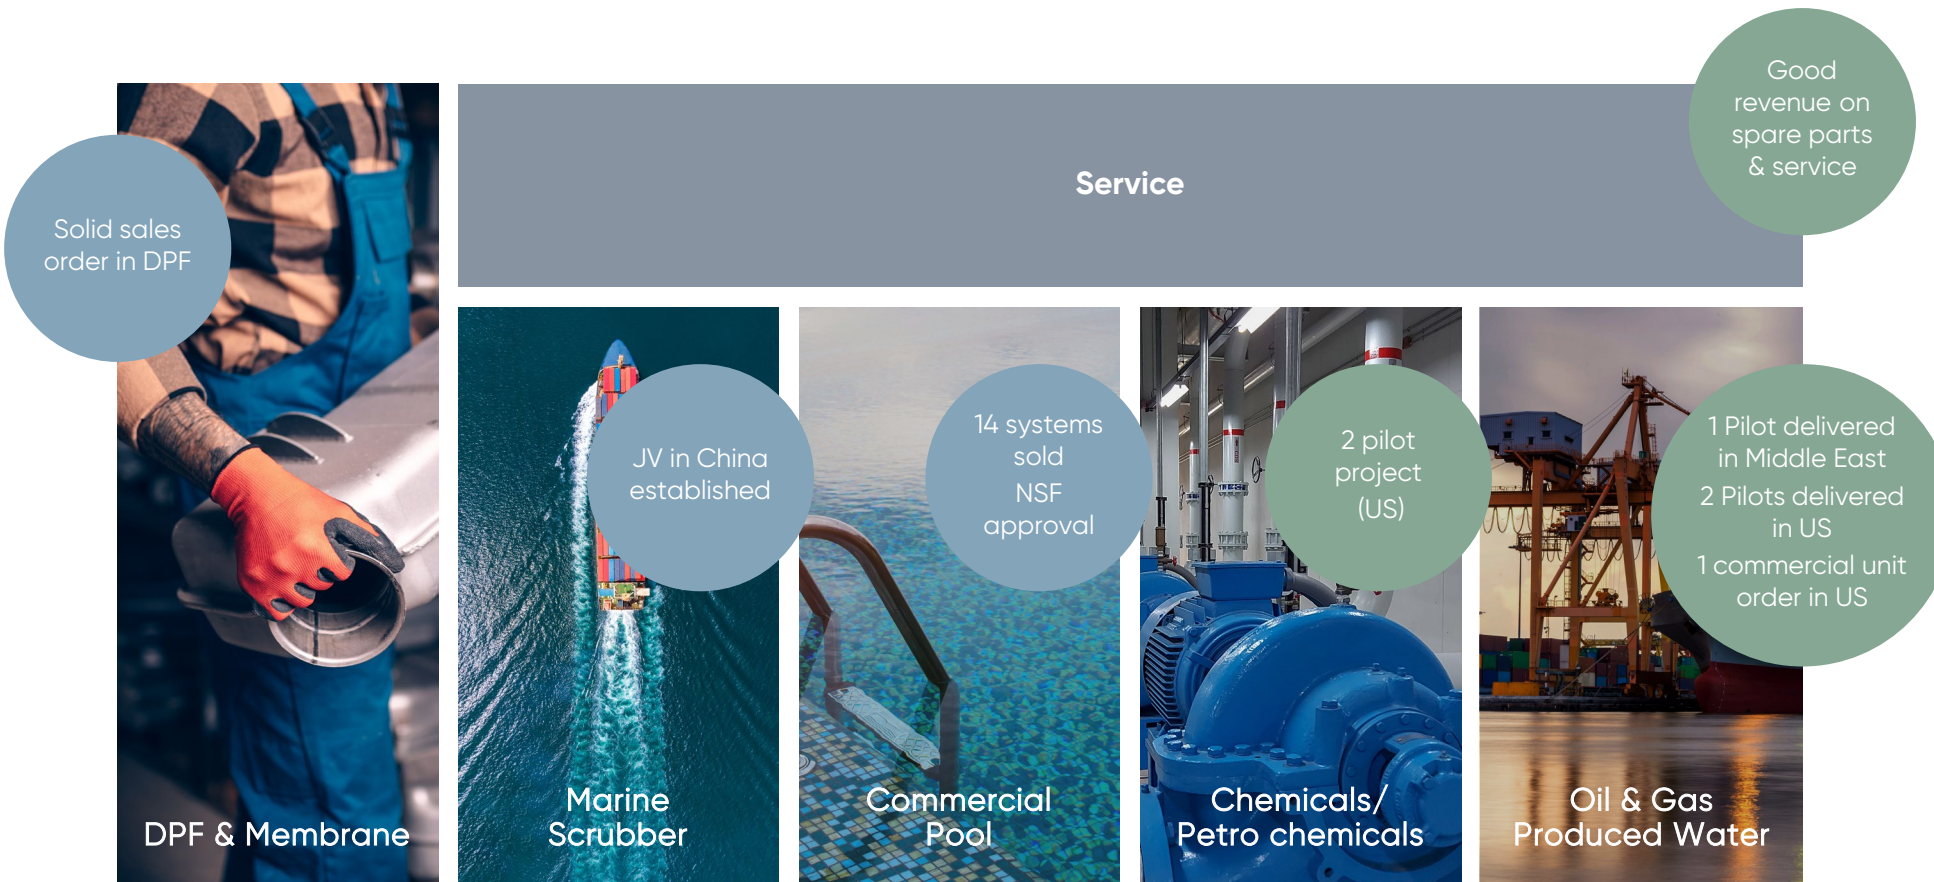 Good
revenue on
spare parts
& service
Service
Solid sales
order in DPF
JV in China
established
14 systems
sold
NSF
approval
2 pilot
project
(US)
1 Pilot delivered
in Middle East
2 Pilots delivered
in US
1 commercial unit
order in US
DPF & Membrane
Marine
Scrubber
Commercial
Pool
Chemicals/
Petro chemicals
Oil & Gas
Produced Water